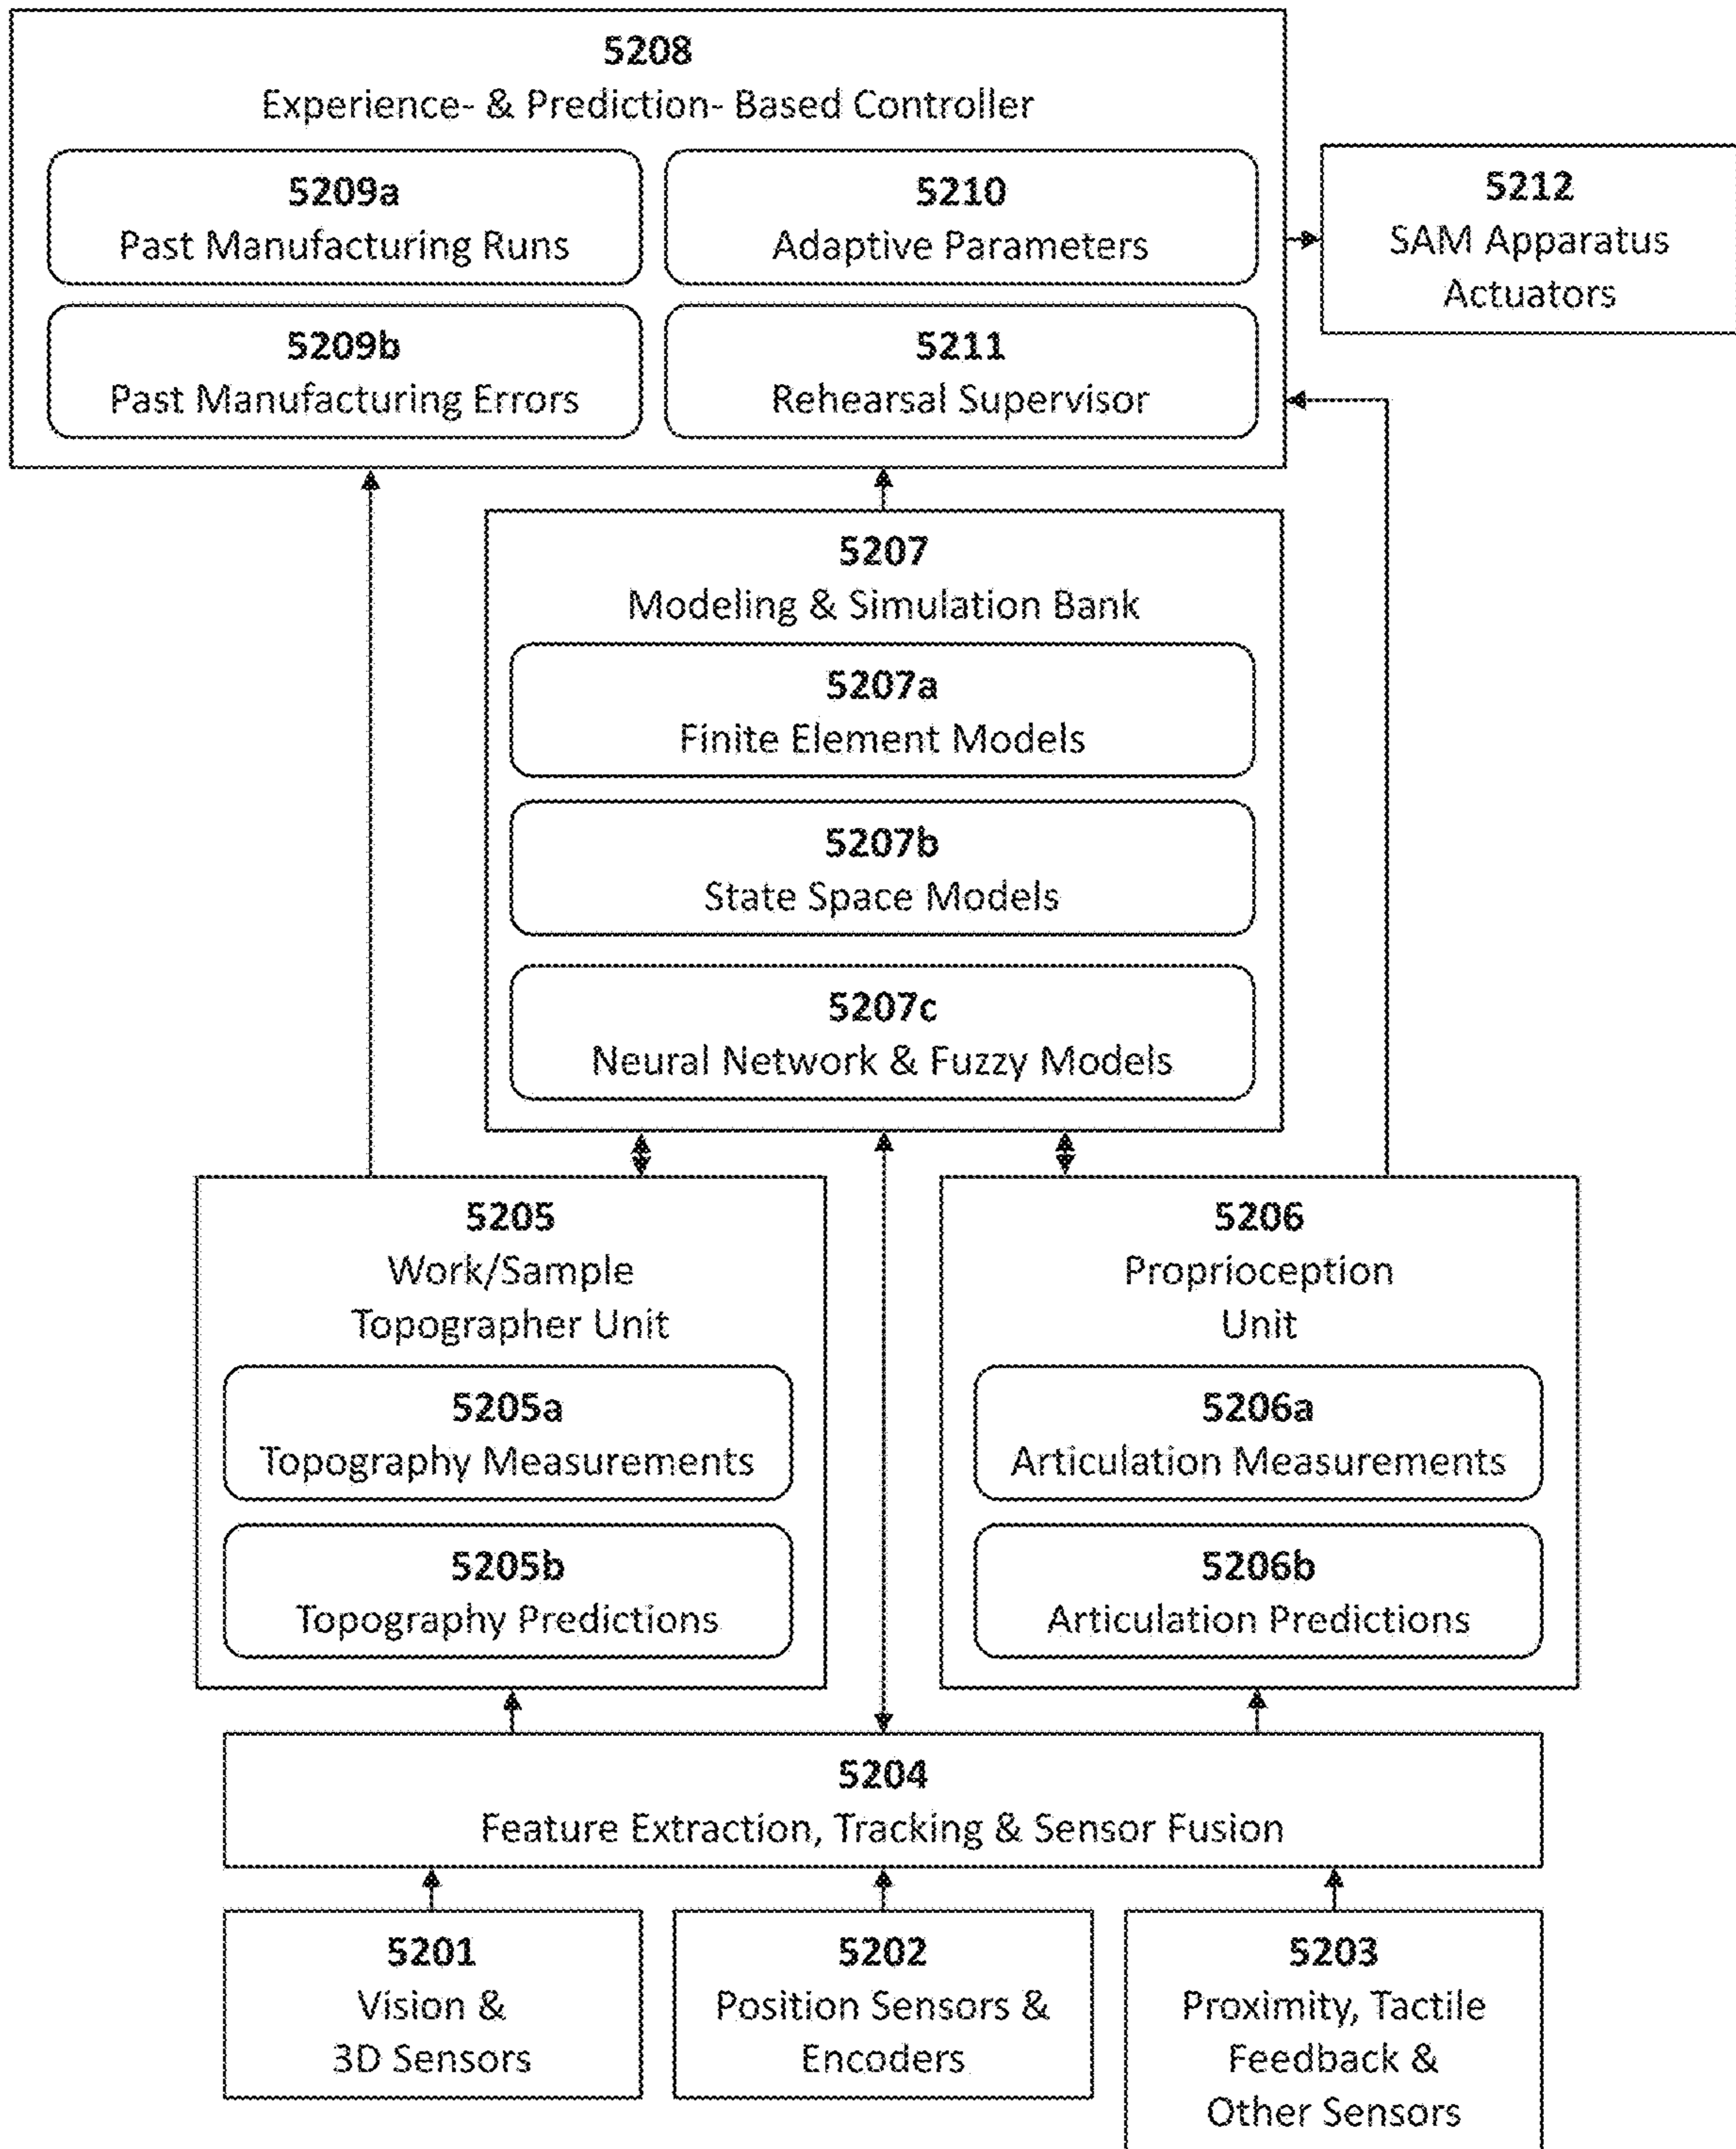 5208
Experience- & Prediction- Based Controller
5209a
Past Manufacturing Runs
5210
Adaptive Parameters
5209b
Past Manufacturing Errors
5211
Rehearsal Supervisor
5212
SAM Apparatus
Actuators
5207
Modeling & Simulation Bank
5207a
Finite Element Models
5207b
State Space Models
5207c
Neural Network & Fuzzy Models
5205
Work/Sample
Topographer Unit
5205a
Topography Measurements
5205b
Topography Predictions
5206
Proprioception
Unit
5206a
Articulation Measurements
5206b
Articulation Predictions
5204
Feature Extraction, Tracking & Sensor Fusion
5201
Vision &
3D Sensors
5202
Position Sensors &
Encoders
5203
Proximity, Tactile
Feedback &
Other Sensors